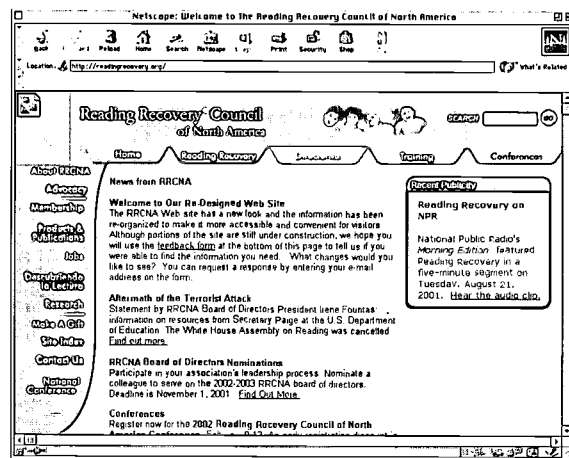 Netscape: Welcome to The Reading Recovery Council of North America
Back Reload Home Search Netscape Print Security Shop
Location: http://readingrecovery.org/ What's Related
Reading Recovery Council
of North America
SEARCH GO
Home Reading Recovery Training Conferences
About RRCNA
Advocacy
Membership
Products &
Publications
Jobs
Descubriendo
la Lectura
Research
Make A Gift
Site Index
Contact Us
National
Conference
News from RRCNA
Welcome to Our Re-Designed Web Site
The RRCNA Web site has a new look and the information has been
re-organized to make it more accessible and convenient for visitors
Although portions of the site are still under construction, we hope you
will use the feedback form at the bottom of this page to tell us if you
were able to find the information you need. What changes would you
like to see? You can request a response by entering your e-mail
address on the form.
Aftermath of the Terrorist Attack
Statement by RRCNA Board of Directors President Irene Fountas
information on resources from Secretary Paige at the U.S. Department
of Education The White House Assembly on Reading was cancelled
Find out more
RRCNA Board of Directors Nominations
Participate in your association's leadership process Nominate a
colleague to serve on the 2002-2003 RRCNA board of directors.
Deadline is November 1, 2001 Find Out More
Conferences
Register now for the 2002 Reading Recovery Council of North
Recent Publicity
Reading Recovery on
NPR
National Public Radio's
Morning Edition featured
Reading Recovery in a
five-minute segment on
Tuesday, August 21,
2001. Hear the audio clip.